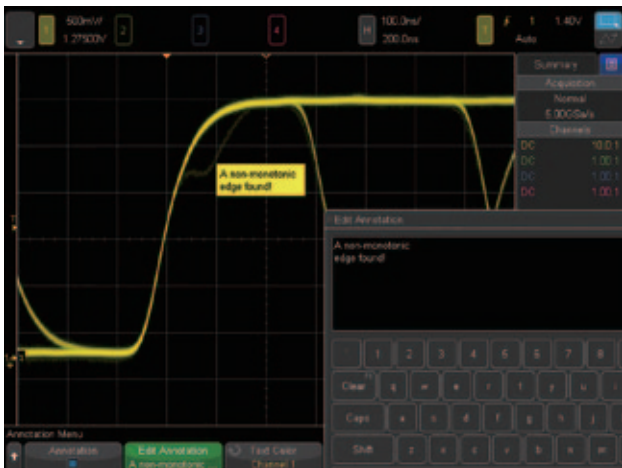 1 500mV/ 2 3 4 H 100.0ns/ T 1 1.40V
1.27500V 200.0ns Auto
Summary
Acquisition
Normal
5.00GSa/s
Channels
DC 10.0:1
DC 1.00:1
DC 1.00:1
DC 1.00:1
A non-monotonic
edge found!
T
Edit Annotation
A non-monotonic
edge found!
1 2 3 4 5 6 7 8
Clear q w e r t y u i
Caps a s d f g h j
Shift z x c v b n m
Annotation Menu
Annotation Edit Annotation Text Color
A non-monotonic Channel 1